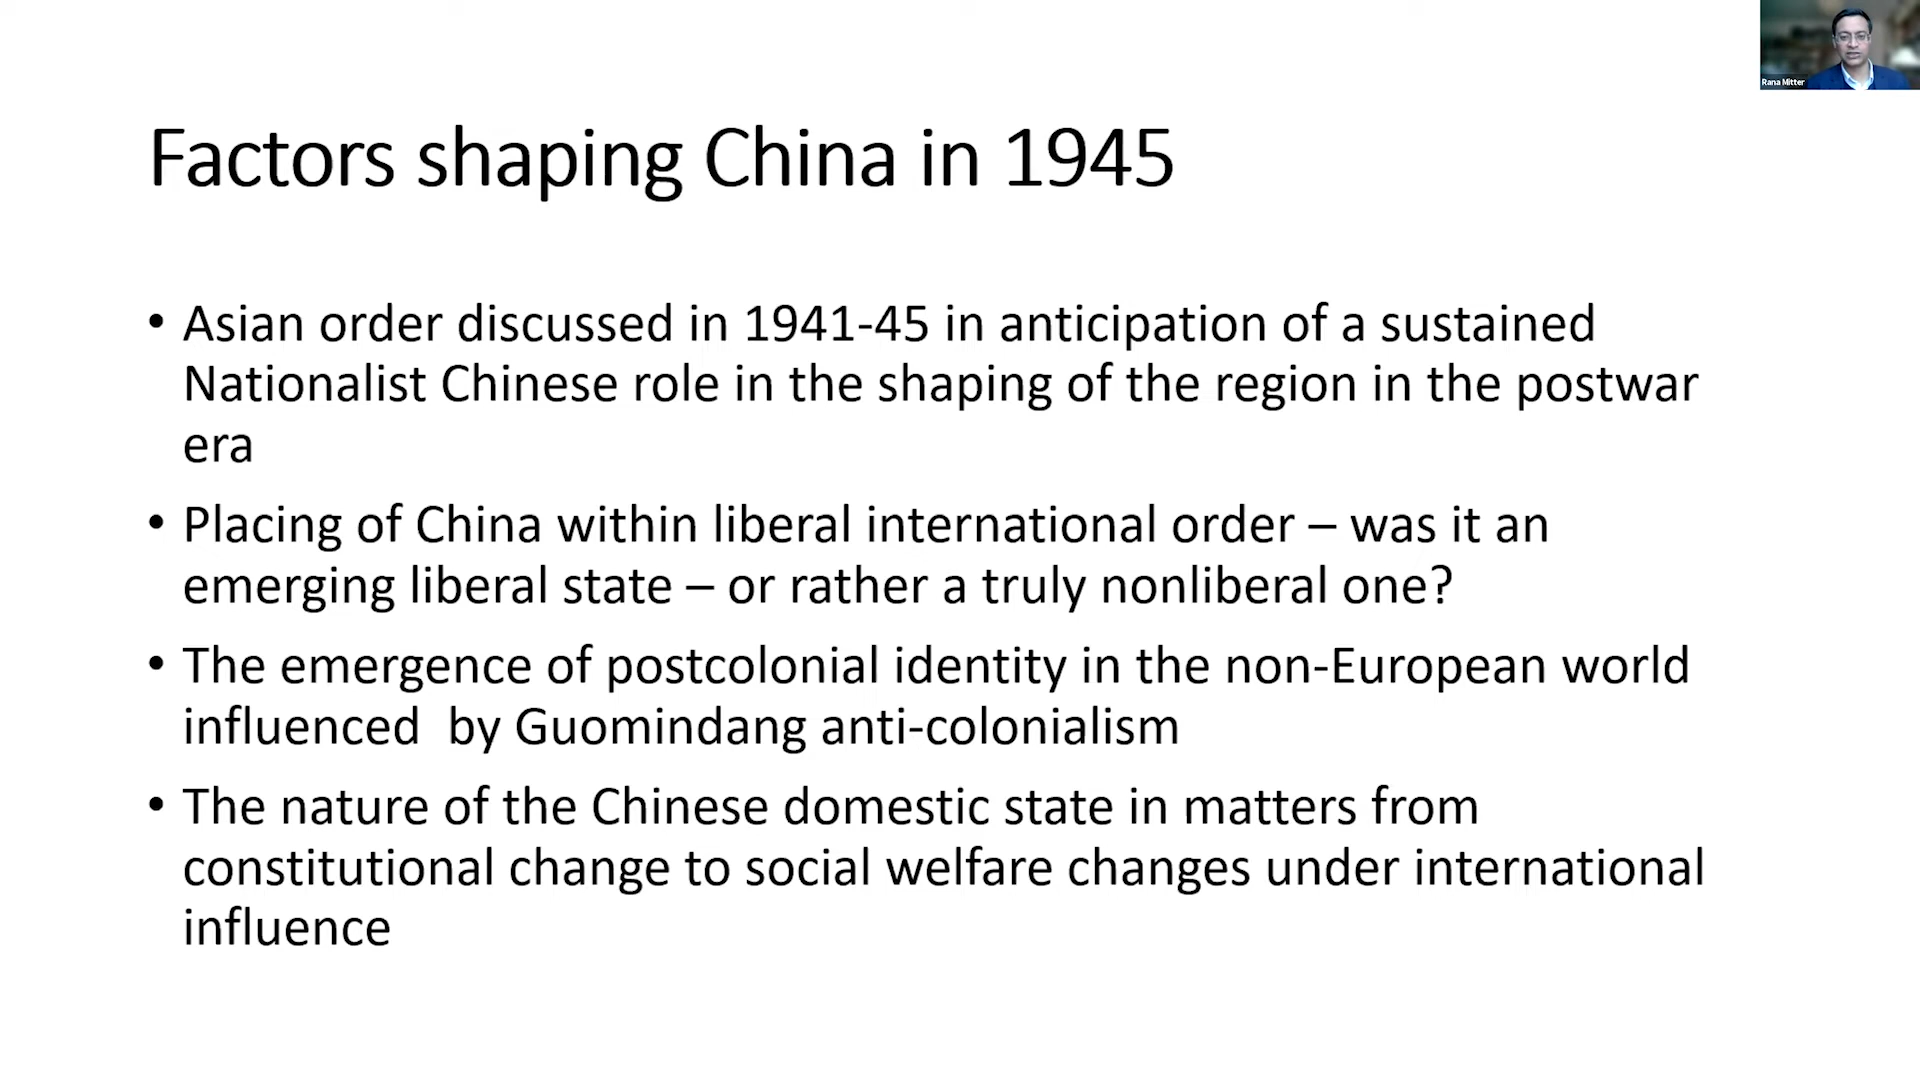 Rana Mitter
Factors shaping China in 1945
• Asian order discussed in 1941-45 in anticipation of a sustained
Nationalist Chinese role in the shaping of the region in the postwar
era
• Placing of China within liberal international order – was it an
emerging liberal state – or rather a truly nonliberal one?
• The emergence of postcolonial identity in the non-European world
influenced  by Guomindang anti-colonialism
• The nature of the Chinese domestic state in matters from
constitutional change to social welfare changes under international
influence